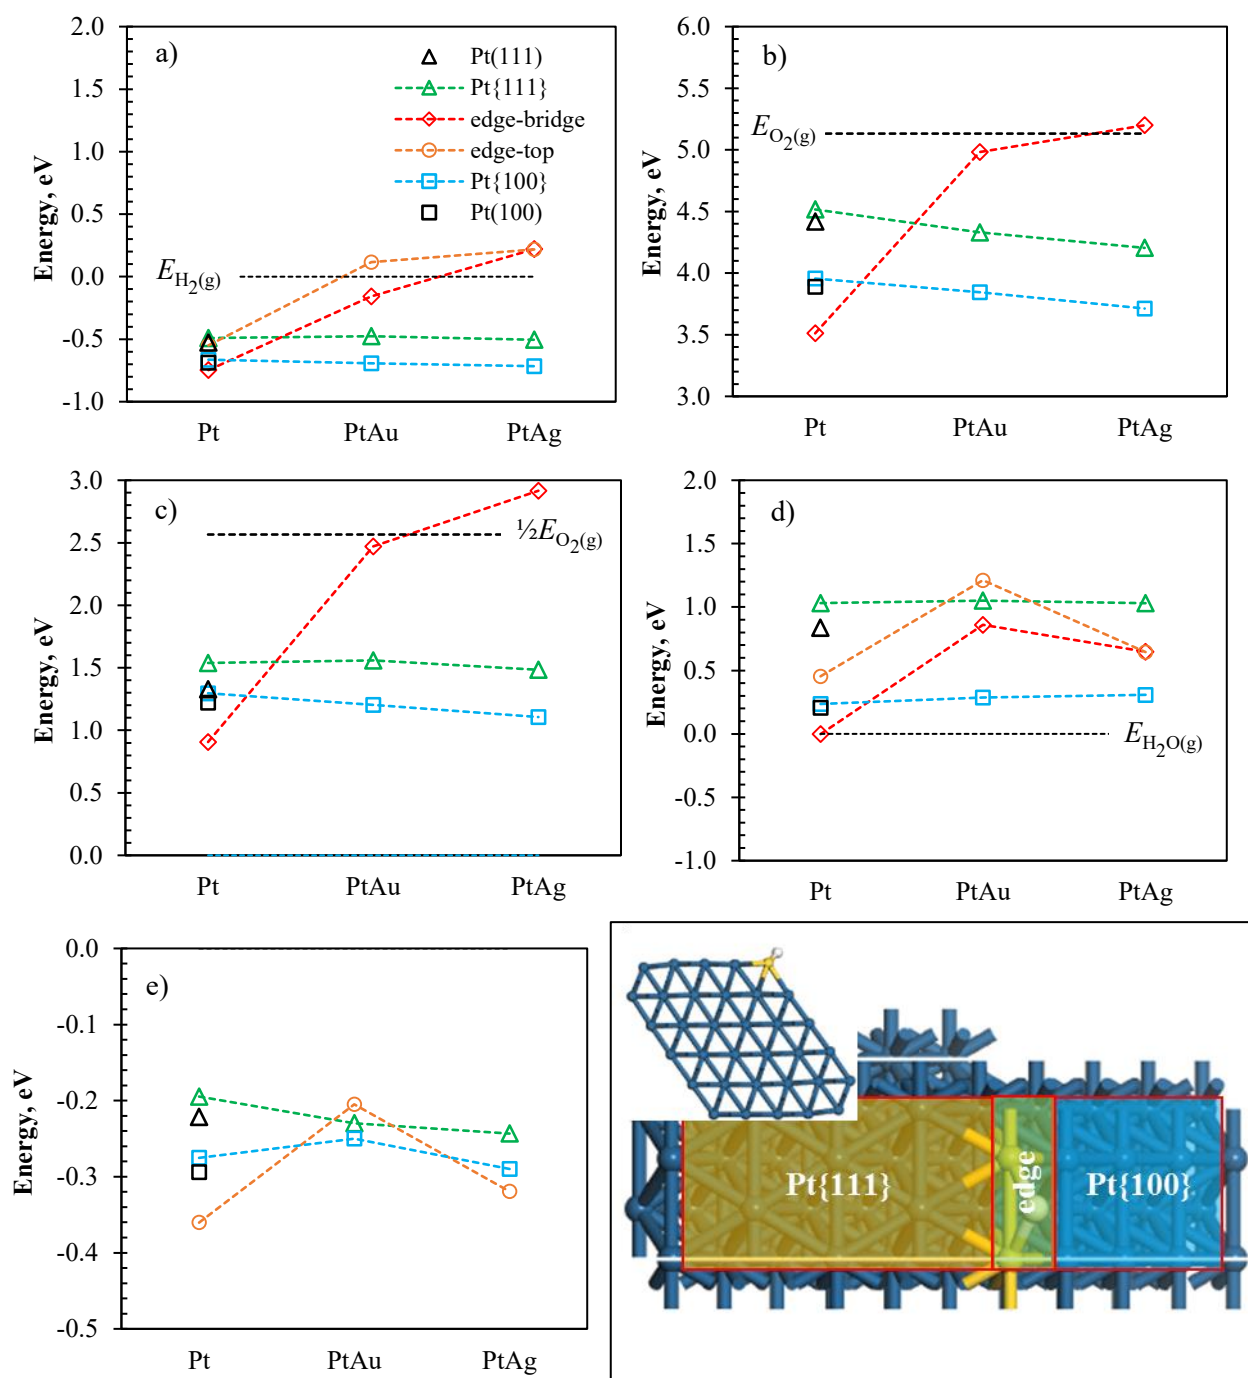 a)
Energy, eV
2.0
1.5
1.0
0.5
0.0
-0.5
-1.0
Pt(111)
Pt{111}
edge-bridge
edge-top
Pt{100}
Pt(100)
E_H2(g)
Pt PtAu PtAg
b)
Energy, eV
6.0
5.5
5.0
4.5
4.0
3.5
3.0
E_O2(g)
Pt PtAu PtAg
c)
Energy, eV
3.0
2.5
2.0
1.5
1.0
0.5
0.0
½E_O2(g)
Pt PtAu PtAg
d)
Energy, eV
2.0
1.5
1.0
0.5
0.0
-0.5
-1.0
E_H2O(g)
Pt PtAu PtAg
e)
Energy, eV
0.0
-0.1
-0.2
-0.3
-0.4
-0.5
Pt PtAu PtAg
Pt{111}
edge
Pt{100}